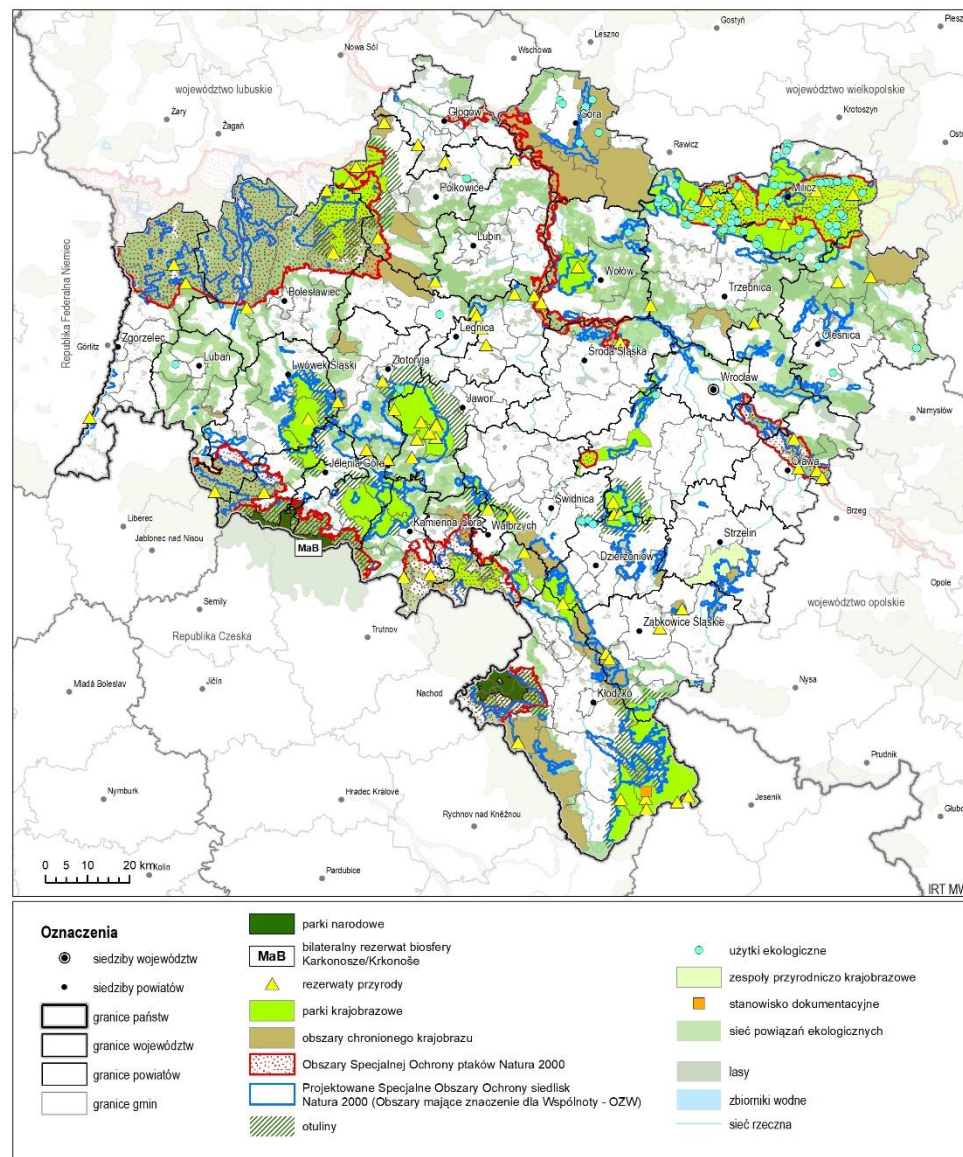 Leszno
Gostyń
Nowa Sól
Wschowa
województwo lubuskie
województwo wielkopolskie
Żary
Żagań
Głogów
Góra
Krotoszyn
Rawicz
Polkowice
Milicz
Lubin
Wołów
Trzebnica
Republika Federalna Niemiec
Bolesławiec
Legnica
Oleśnica
Görlitz
Zgorzelec
Lubań
Środa Śląska
Lwówek Śląski
Złotoryja
Wrocław
Jawor
Namysłów
Jelenia Góra
Oława
Świdnica
Liberec
Kamienna Góra
Wałbrzych
Brzeg
Jablonec nad Nisou
MaB
Strzelin
Dzierżoniów
Opole
Semily
województwo opolskie
Republika Czeska
Trutnov
Ząbkowice Śląskie
Mladá Boleslav
Jičín
Nachod
Nysa
Kłodzko
Prudnik
Nymburk
Hradec Králové
Jesenik
Rychnov nad Kněžnou
0 5 10 20 km
Kolin
Pardubice
IRT MW
Oznaczenia
siedziby województw
siedziby powiatów
granice państw
granice województw
granice powiatów
granice gmin
parki narodowe
MaB
bilateralny rezerwat biosfery
Karkonosze/Krkonoše
rezerwaty przyrody
parki krajobrazowe
obszary chronionego krajobrazu
Obszary Specjalnej Ochrony ptaków Natura 2000
Projektowane Specjalne Obszary Ochrony siedlisk
Natura 2000 (Obszary mające znaczenie dla Wspólnoty - OZW)
otuliny
użytki ekologiczne
zespoły przyrodniczo krajobrazowe
stanowisko dokumentacyjne
sieć powiązań ekologicznych
lasy
zbiorniki wodne
sieć rzeczna